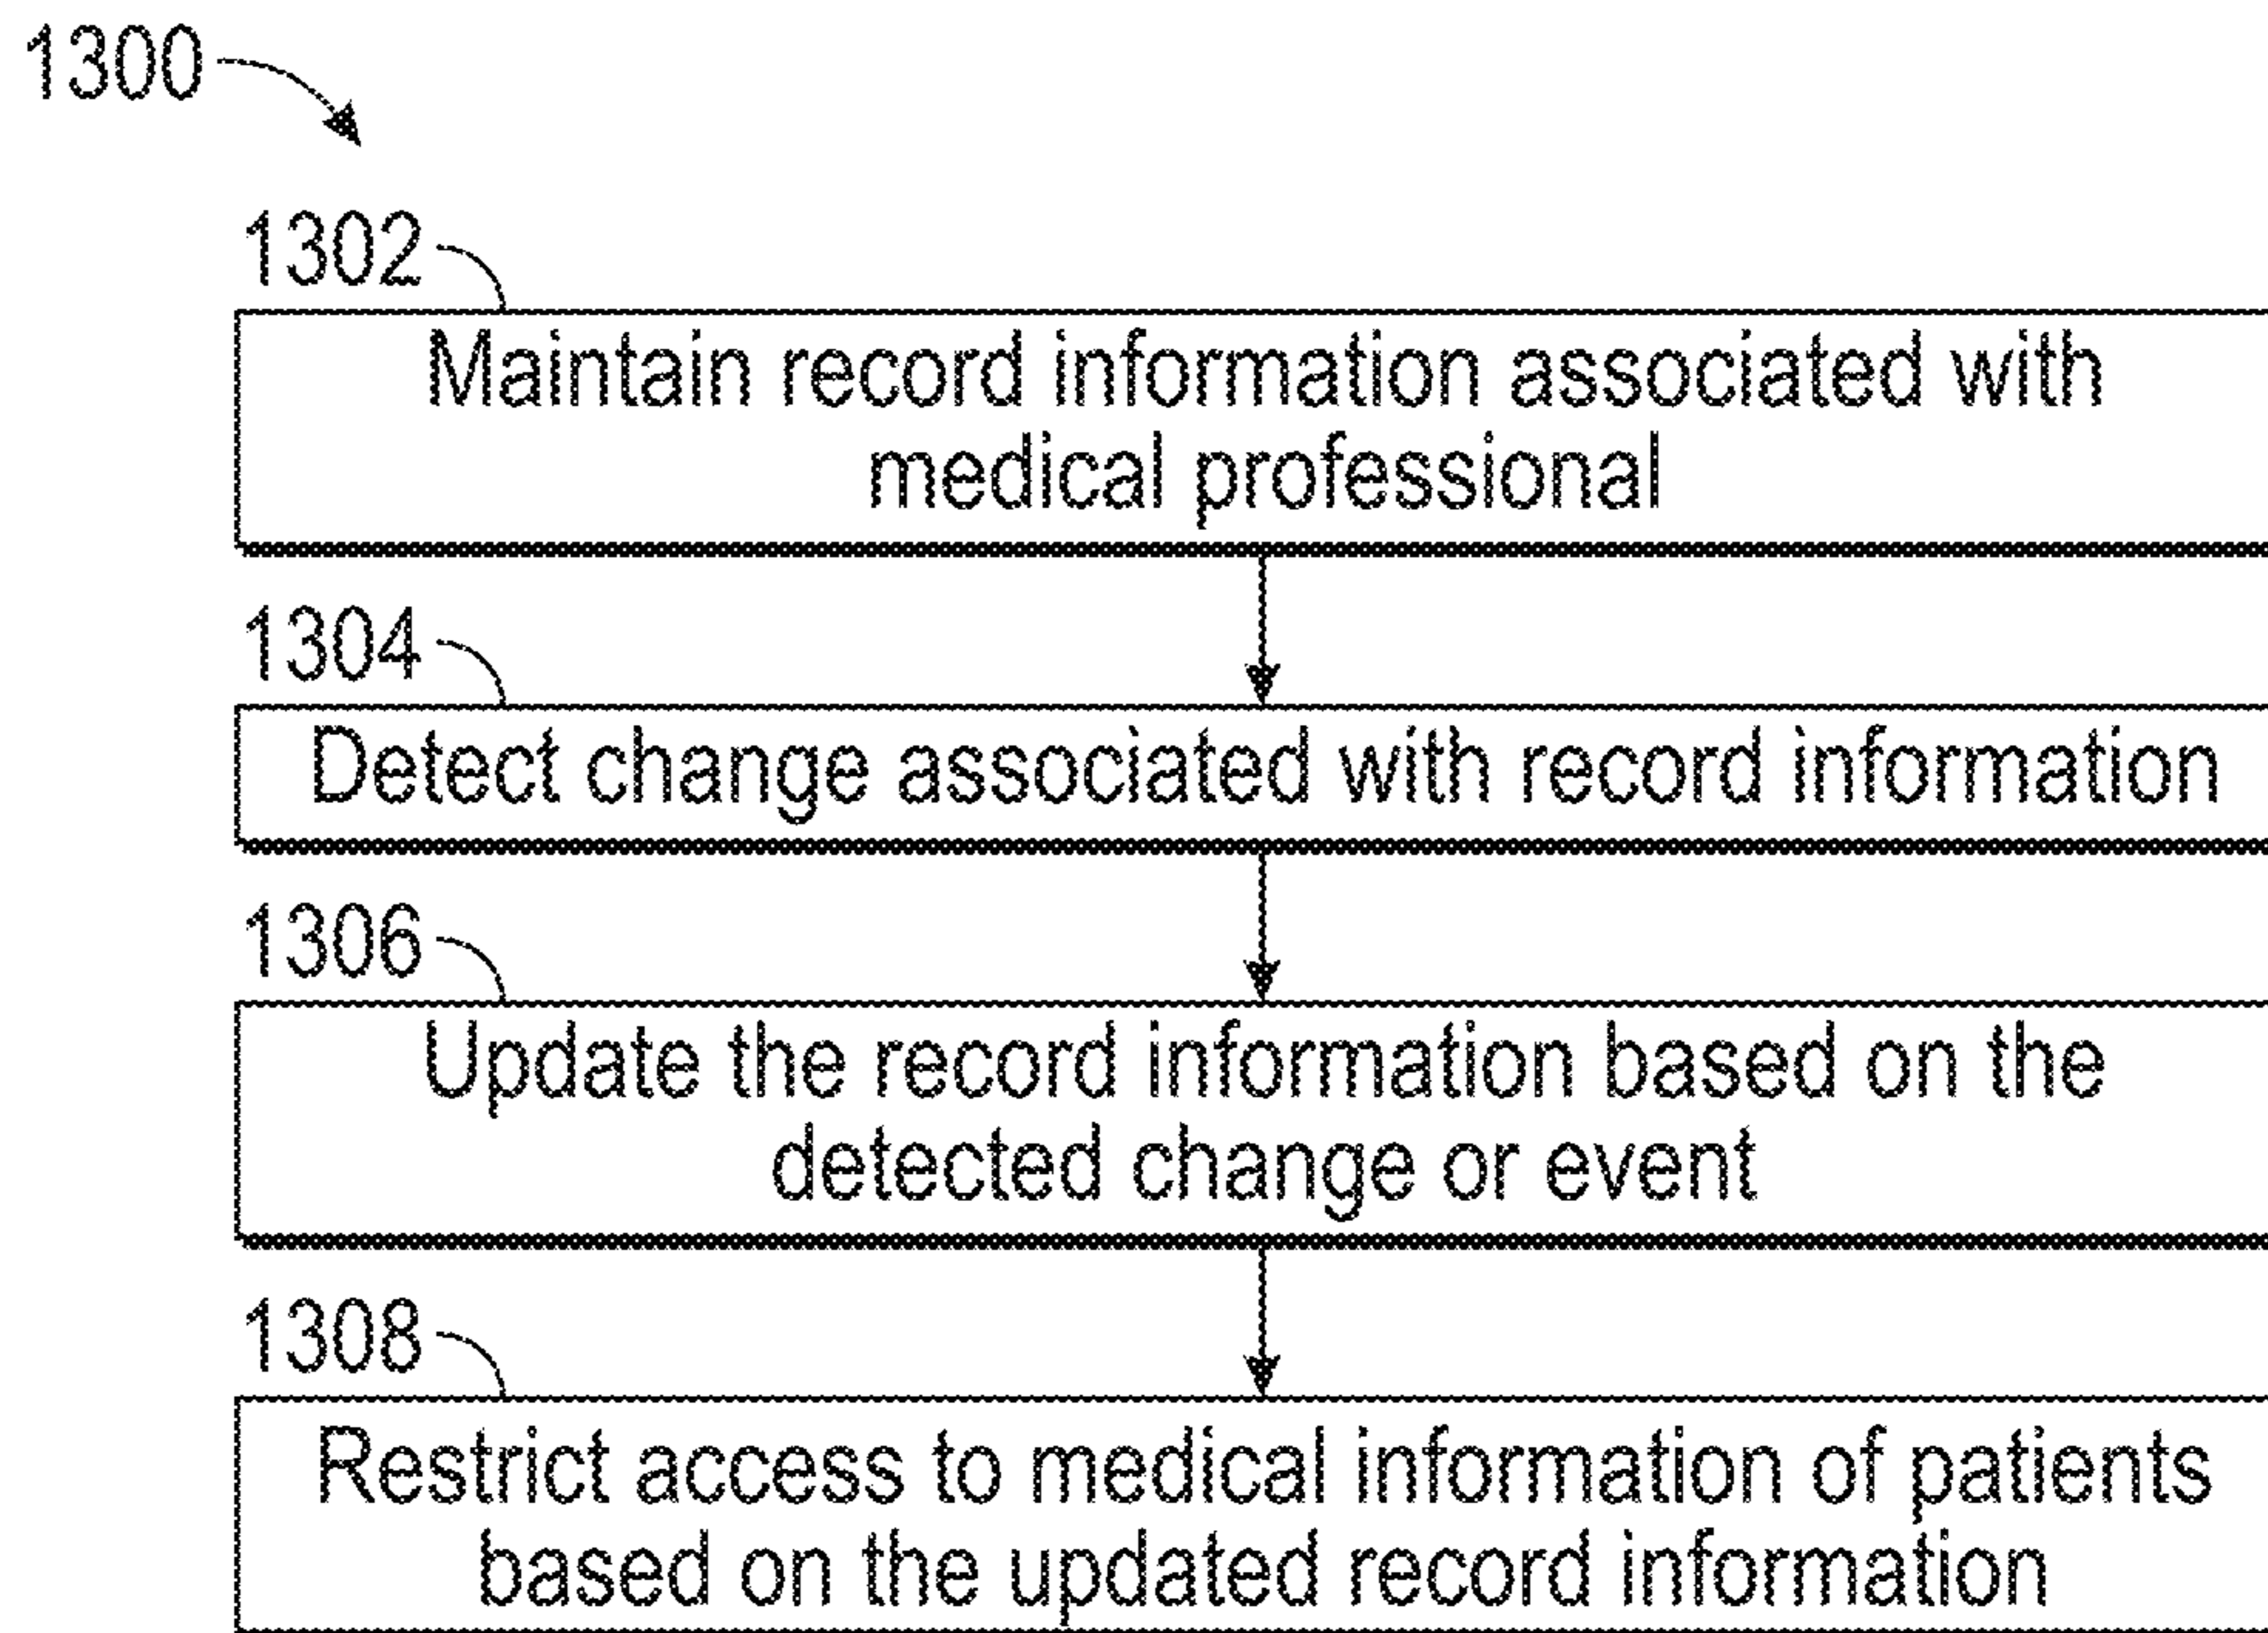 1300
1302
Maintain record information associated with
medical professional
1304
Detect change associated with record information
1306
Update the record information based on the
detected change or event
1308
Restrict access to medical information of patients
based on the updated record information